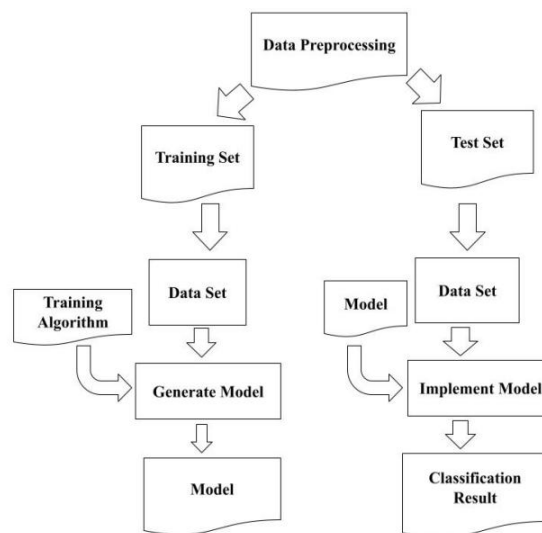 Data Preprocessing
Training Set
Test Set
Data Set
Data Set
Training
Algorithm
Model
Generate Model
Implement Model
Model
Classification
Result